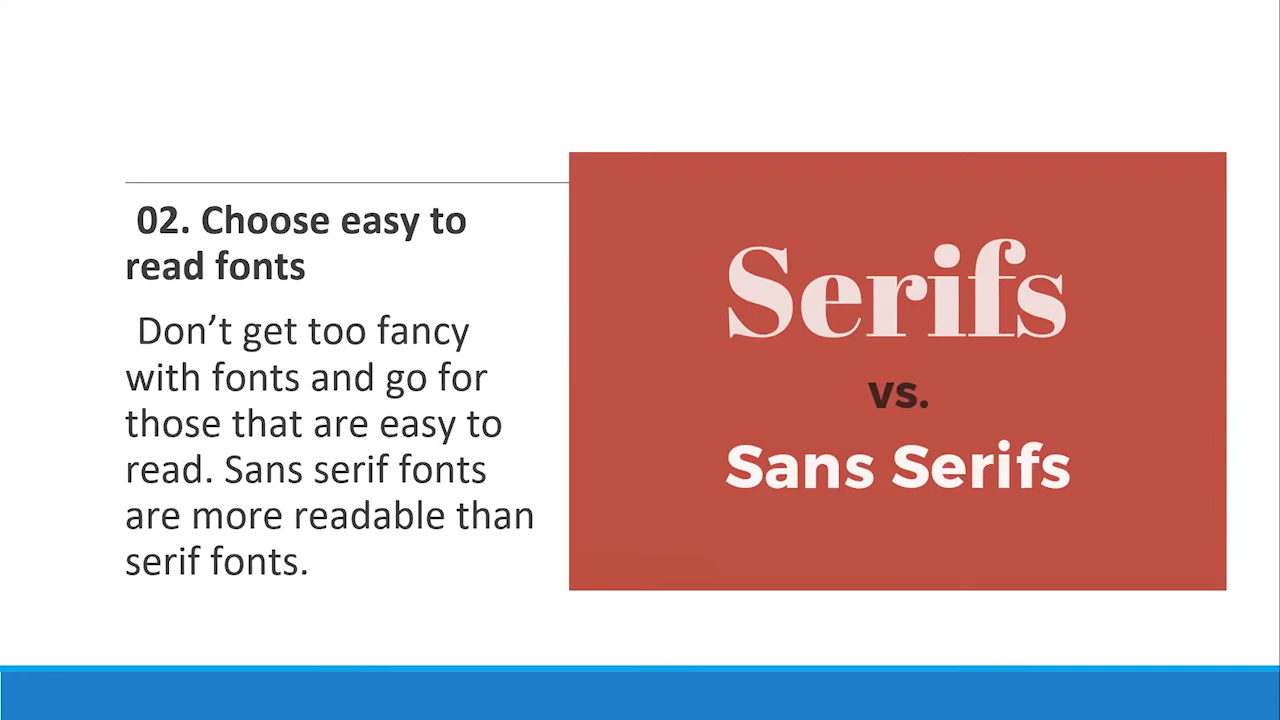 02. Choose easy to
read fonts
Don’t get too fancy
with fonts and go for
those that are easy to
read. Sans serif fonts
are more readable than
serif fonts.
Serifs
vs.
Sans Serifs